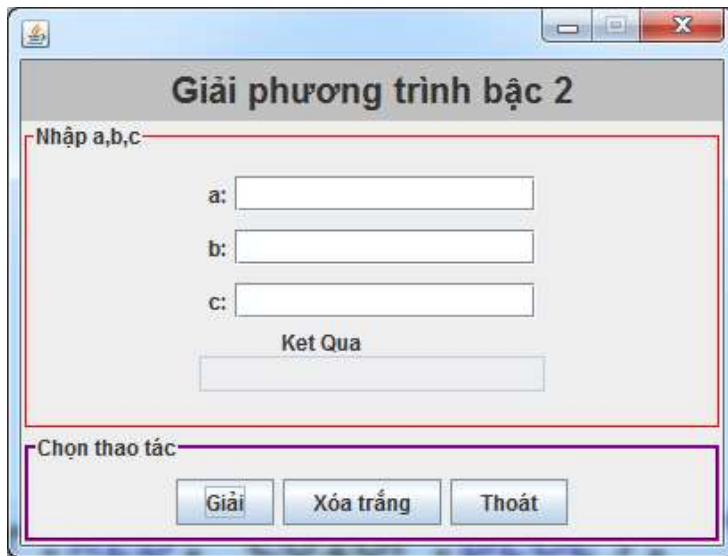 Giải phương trình bậc 2
Nhập a,b,c
a:
b:
c:
Ket Qua
Chọn thao tác
Giải Xóa trắng Thoát